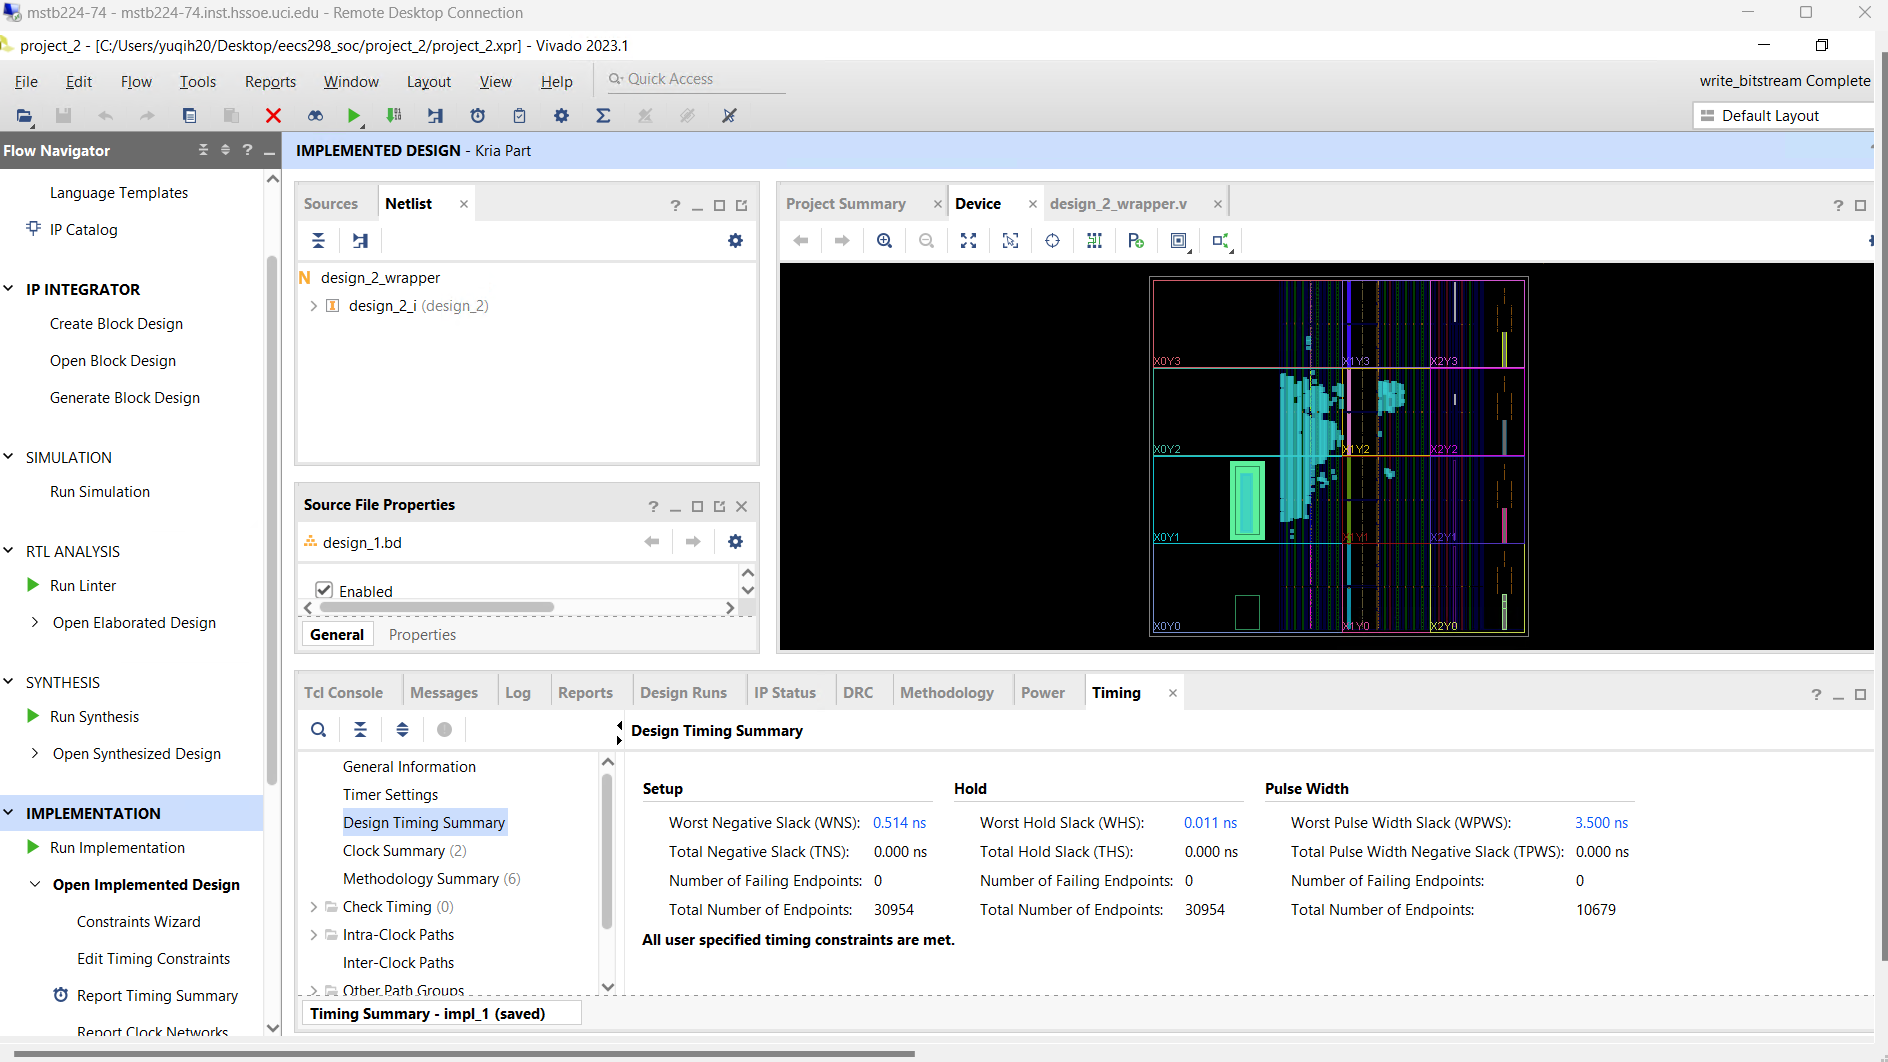 mstb224-74 - mstb224-74.inst.hssoe.uci.edu - Remote Desktop Connection
project_2 - [C:/Users/yuqih20/Desktop/eecs298_soc/project_2/project_2.xpr] - Vivado 2023.1
File Edit Flow Tools Reports Window Layout View Help Quick Access
write_bitstream Complete
Default Layout
Flow Navigator
IMPLEMENTED DESIGN - Kria Part
Language Templates
IP Catalog
IP INTEGRATOR
Create Block Design
Open Block Design
Generate Block Design
SIMULATION
Run Simulation
RTL ANALYSIS
Run Linter
Open Elaborated Design
SYNTHESIS
Run Synthesis
Open Synthesized Design
IMPLEMENTATION
Run Implementation
Open Implemented Design
Constraints Wizard
Edit Timing Constraints
Report Timing Summary
Report Clock Networks
Sources Netlist
design_2_wrapper
design_2_i (design_2)
Source File Properties
design_1.bd
Enabled
General Properties
Project Summary Device design_2_wrapper.v
X0Y3 X1Y3 X2Y3
X0Y2 X1Y2 X2Y2
X0Y1 X1Y1 X2Y1
X0Y0 X1Y0 X2Y0
Tcl Console Messages Log Reports Design Runs IP Status DRC Methodology Power Timing
Design Timing Summary
General Information
Timer Settings
Design Timing Summary
Clock Summary (2)
Methodology Summary (6)
Check Timing (0)
Intra-Clock Paths
Inter-Clock Paths
Other Path Groups
Setup
Worst Negative Slack (WNS): 0.514 ns
Total Negative Slack (TNS): 0.000 ns
Number of Failing Endpoints: 0
Total Number of Endpoints: 30954
Hold
Worst Hold Slack (WHS): 0.011 ns
Total Hold Slack (THS): 0.000 ns
Number of Failing Endpoints: 0
Total Number of Endpoints: 30954
Pulse Width
Worst Pulse Width Slack (WPWS): 3.500 ns
Total Pulse Width Negative Slack (TPWS): 0.000 ns
Number of Failing Endpoints: 0
Total Number of Endpoints: 10679
All user specified timing constraints are met.
Timing Summary - impl_1 (saved)